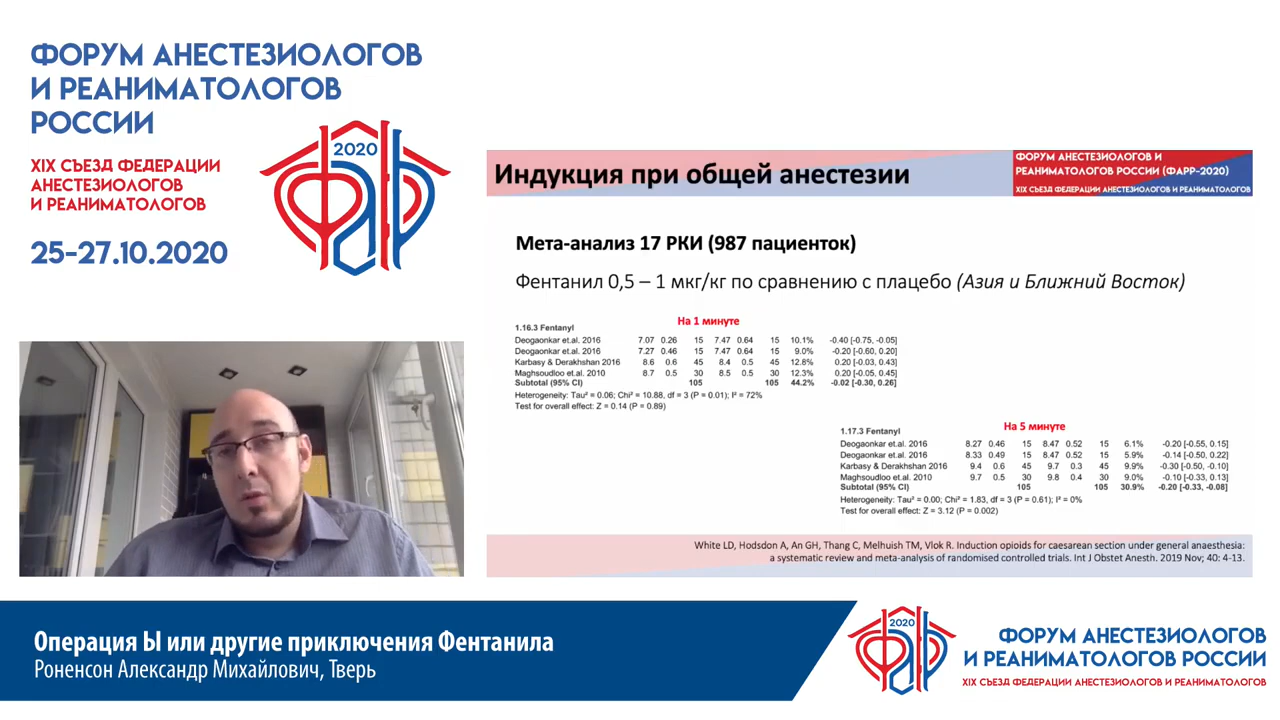 ФОРУМ АНЕСТЕЗИОЛОГОВ
И РЕАНИМАТОЛОГОВ
РОССИИ
XIX СЪЕЗД ФЕДЕРАЦИИ
АНЕСТЕЗИОЛОГОВ
И РЕАНИМАТОЛОГОВ
25-27.10.2020
2020
Индукция при общей анестезии
ФОРУМ АНЕСТЕЗИОЛОГОВ И
РЕАНИМАТОЛОГОВ РОССИИ (ФАРР-2020)
XIX СЪЕЗД ФЕДЕРАЦИИ АНЕСТЕЗИОЛОГОВ И РЕАНИМАТОЛОГОВ
Мета-анализ 17 РКИ (987 пациенток)
Фентанил 0,5 – 1 мкг/кг по сравнению с плацебо (Азия и Ближний Восток)
На 1 минуте
1.16.3 Fentanyl
Deogaonkar et.al. 2016 7.07 0.26 15 7.47 0.64 15 10.1% -0.40 [-0.75, -0.05]
Deogaonkar et.al. 2016 7.27 0.46 15 7.47 0.64 15 9.0% -0.20 [-0.60, 0.20]
Karbasy & Derakhshan 2016 8.6 0.6 45 8.4 0.5 45 12.8% 0.20 [-0.03, 0.43]
Maghsoudloo et.al. 2010 8.7 0.5 30 8.5 0.5 30 12.3% 0.20 [-0.05, 0.45]
Subtotal (95% CI) 105 105 44.2% -0.02 [-0.30, 0.26]
Heterogeneity: Tau² = 0.06; Chi² = 10.88, df = 3 (P = 0.01); I² = 72%
Test for overall effect: Z = 0.14 (P = 0.89)
На 5 минуте
1.17.3 Fentanyl
Deogaonkar et.al. 2016 8.27 0.46 15 8.47 0.52 15 6.1% -0.20 [-0.55, 0.15]
Deogaonkar et.al. 2016 8.33 0.49 15 8.47 0.52 15 5.9% -0.14 [-0.50, 0.22]
Karbasy & Derakhshan 2016 9.4 0.6 45 9.7 0.3 45 9.9% -0.30 [-0.50, -0.10]
Maghsoudloo et.al. 2010 9.7 0.5 30 9.8 0.4 30 9.0% -0.10 [-0.33, 0.13]
Subtotal (95% CI) 105 105 30.9% -0.20 [-0.33, -0.08]
Heterogeneity: Tau² = 0.00; Chi² = 1.83, df = 3 (P = 0.61); I² = 0%
Test for overall effect: Z = 3.12 (P = 0.002)
White LD, Hodsdon A, An GH, Thang C, Melhuish TM, Vlok R. Induction opioids for caesarean section under general anaesthesia:
a systematic review and meta-analysis of randomised controlled trials. Int J Obstet Anesth. 2019 Nov; 40: 4-13.
Операция Ы или другие приключения Фентанила
Роненсон Александр Михайлович, Тверь
2020
ФОРУМ АНЕСТЕЗИОЛОГОВ
И РЕАНИМАТОЛОГОВ РОССИИ
XIX СЪЕЗД ФЕДЕРАЦИИ АНЕСТЕЗИОЛОГОВ И РЕАНИМАТОЛОГОВ